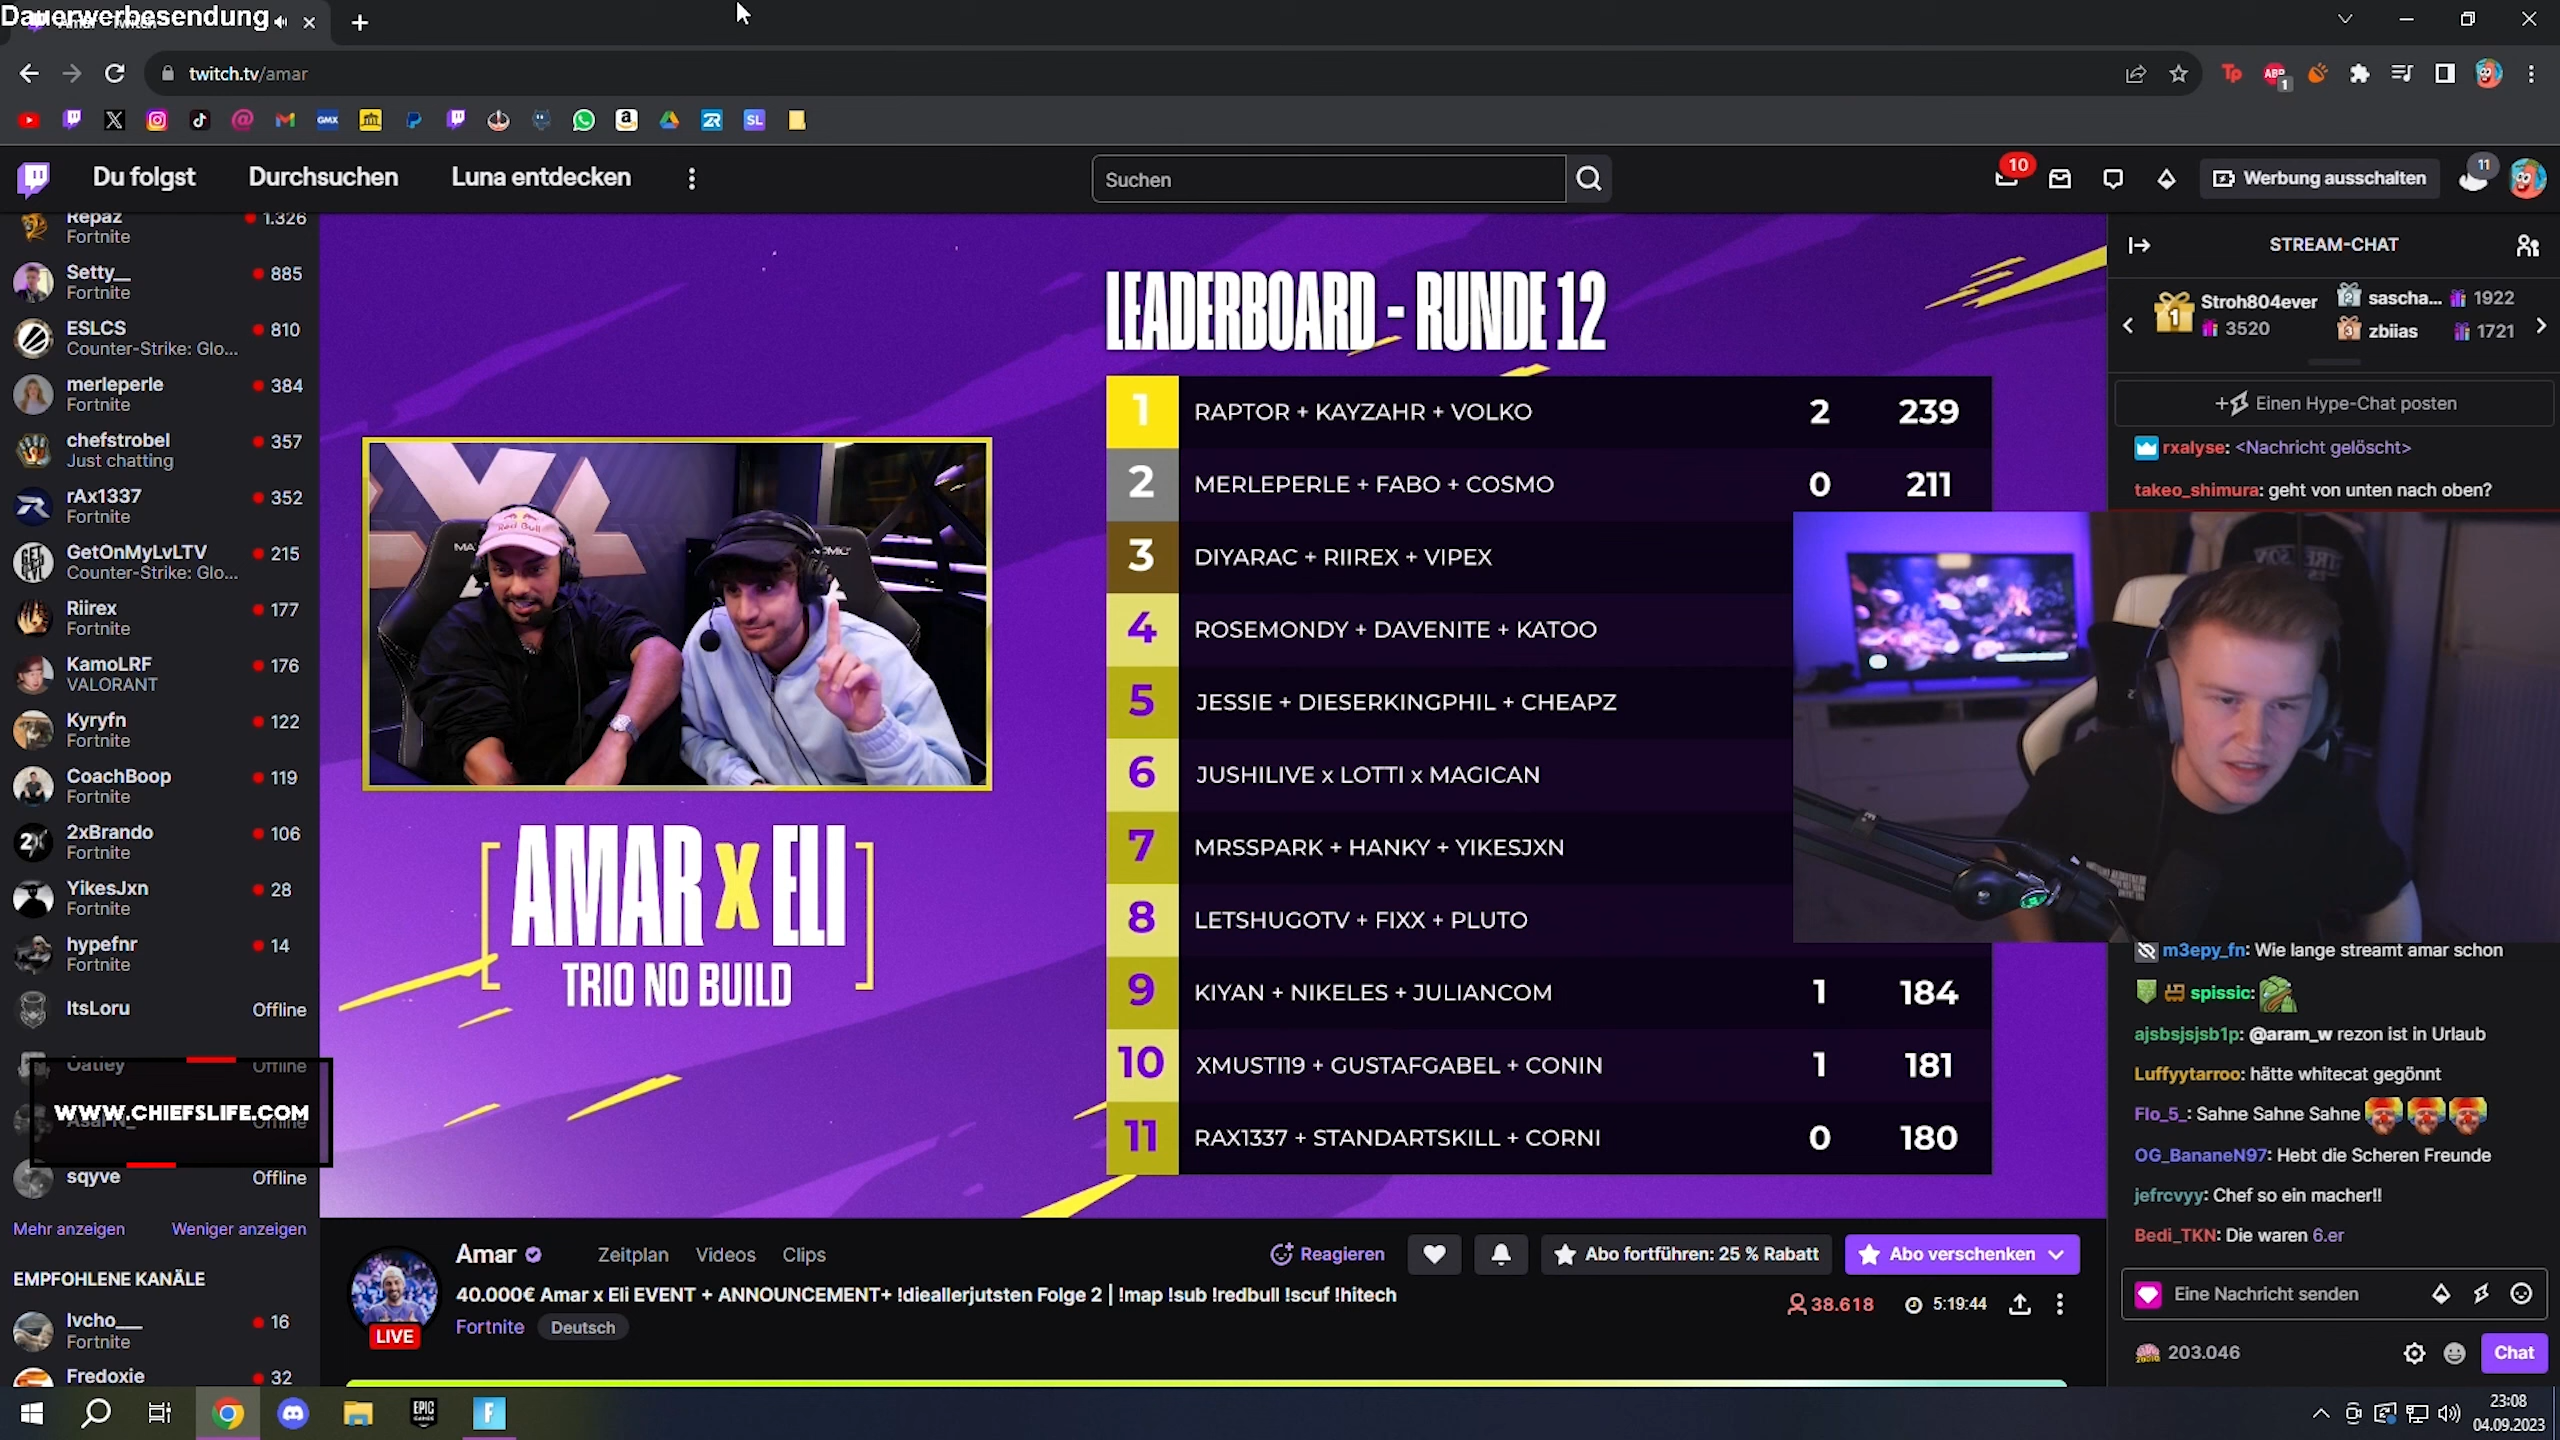 Dauerwerbesendung
twitch.tv/amar
Du folgst
Durchsuchen
Luna entdecken
Suchen
10
Werbung ausschalten
11
Repaz
1.326
Fortnite
Setty__
885
Fortnite
ESLCS
810
Counter-Strike: Glo...
merleperle
384
Fortnite
chefstrobel
357
Just chatting
rAx1337
352
Fortnite
GetOnMyLvLTV
215
Counter-Strike: Glo...
Riirex
177
Fortnite
KamoLRF
176
VALORANT
Kyryfn
122
Fortnite
CoachBoop
119
Fortnite
2xBrando
106
Fortnite
YikesJxn
28
Fortnite
hypefnr
14
Fortnite
ItsLoru
Offline
Oatley
Offline
WWW.CHIEFSLIFE.COM
Offline
sqyve
Offline
Mehr anzeigen
Weniger anzeigen
EMPFOHLENE KANÄLE
lvcho___
16
Fortnite
Fredoxie
32
Red Bull
AMAR X ELI
TRIO NO BUILD
LEADERBOARD - RUNDE 12
1 RAPTOR + KAYZAHR + VOLKO 2 239
2 MERLEPERLE + FABO + COSMO 0 211
3 DIYARAC + RIIREX + VIPEX
4 ROSEMONDY + DAVENITE + KATOO
5 JESSIE + DIESERKINGPHIL + CHEAPZ
6 JUSHILIVE x LOTTI x MAGICAN
7 MRSSPARK + HANKY + YIKESJXN
8 LETSHUGOTV + FIXX + PLUTO
9 KIYAN + NIKELES + JULIANCOM 1 184
10 XMUSTI19 + GUSTAFGABEL + CONIN 1 181
11 RAX1337 + STANDARTSKILL + CORNI 0 180
Amar
Zeitplan
Videos
Clips
Reagieren
Abo fortführen: 25 % Rabatt
Abo verschenken
LIVE
40.000€ Amar x Eli EVENT + ANNOUNCEMENT+ !dieallerjutsten Folge 2 | !map !sub !redbull !scuf !hitech
Fortnite
Deutsch
38.618
5:19:44
STREAM-CHAT
1
Stroh804ever
3520
2
sascha...
1922
3
zbiias
1721
Einen Hype-Chat posten
rxalyse: <Nachricht gelöscht>
takeo_shimura: geht von unten nach oben?
m3epy_fn: Wie lange streamt amar schon
spissic:
ajsbsjsjsb1p: @aram_w rezon ist in Urlaub
Luffyytarroo: hätte whitecat gegönnt
Flo_5_: Sahne Sahne Sahne
OG_BananeN97: Hebt die Scheren Freunde
jefrcvyy: Chef so ein macher!!
Bedi_TKN: Die waren 6.er
Eine Nachricht senden
203.046
Chat
23:08
04.09.2023